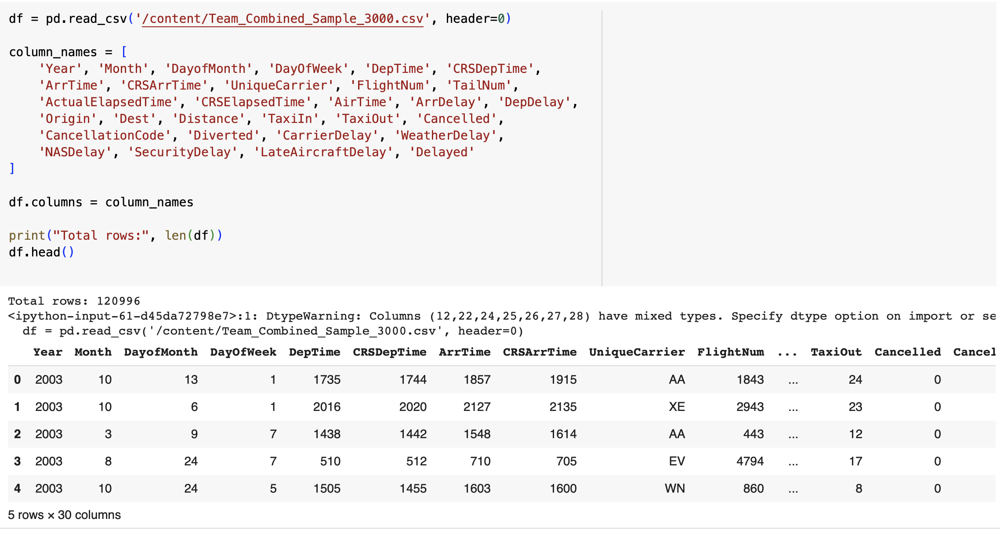 df = pd.read_csv('/content/Team_Combined_Sample_3000.csv', header=0)
column_names = [
'Year', 'Month', 'DayofMonth', 'DayOfWeek', 'DepTime', 'CRSDepTime',
'ArrTime', 'CRSArrTime', 'UniqueCarrier', 'FlightNum', 'TailNum',
'ActualElapsedTime', 'CRSElapsedTime', 'AirTime', 'ArrDelay', 'DepDelay',
'Origin', 'Dest', 'Distance', 'TaxiIn', 'TaxiOut', 'Cancelled',
'CancellationCode', 'Diverted', 'CarrierDelay', 'WeatherDelay',
'NASDelay', 'SecurityDelay', 'LateAircraftDelay', 'Delayed'
]
df.columns = column_names
print("Total rows:", len(df))
df.head()
Total rows: 120996
<ipython-input-61-d45da72798e7>:1: DtypeWarning: Columns (12,22,24,25,26,27,28) have mixed types. Specify dtype option on import or se
df = pd.read_csv('/content/Team_Combined_Sample_3000.csv', header=0)
Year Month DayofMonth DayOfWeek DepTime CRSDepTime ArrTime CRSArrTime UniqueCarrier FlightNum ... TaxiOut Cancelled Cancel
0 2003 10 13 1 1735 1744 1857 1915 AA 1843 ... 24 0
1 2003 10 6 1 2016 2020 2127 2135 XE 2943 ... 23 0
2 2003 3 9 7 1438 1442 1548 1614 AA 443 ... 12 0
3 2003 8 24 7 510 512 710 705 EV 4794 ... 17 0
4 2003 10 24 5 1505 1455 1603 1600 WN 860 ... 8 0
5 rows × 30 columns